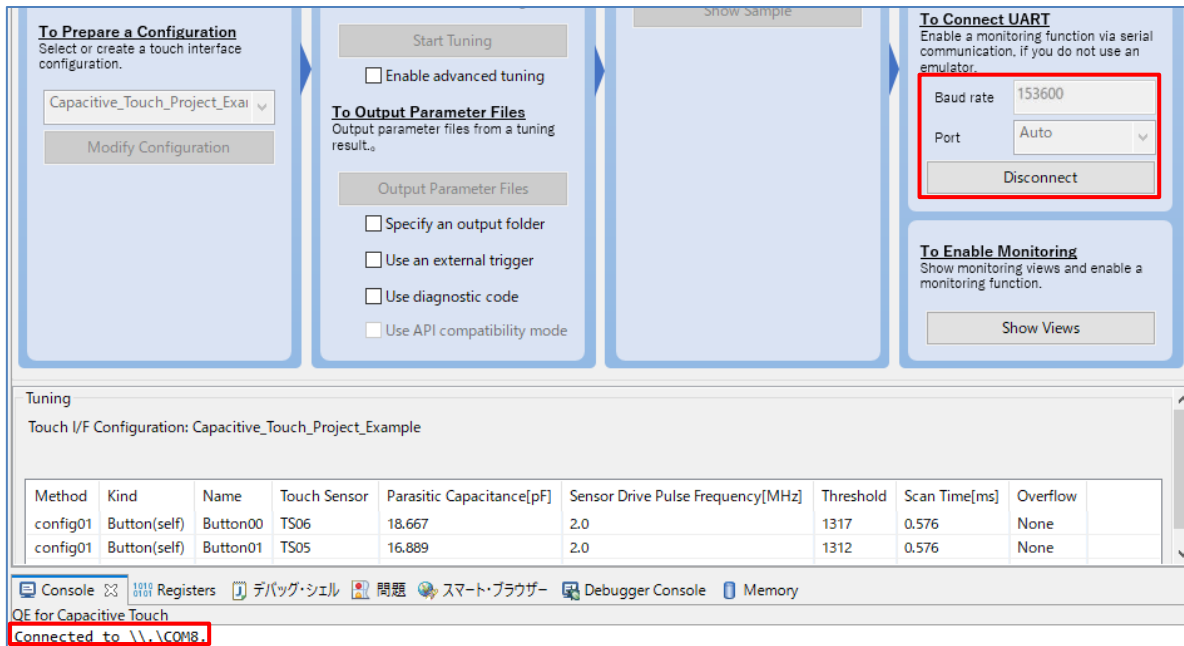 To Prepare a Configuration
Select or create a touch interface
configuration.
Capacitive_Touch_Project_Exa
Modify Configuration
Start Tuning
Enable advanced tuning
To Output Parameter Files
Output parameter files from a tuning
result.。
Output Parameter Files
Specify an output folder
Use an external trigger
Use diagnostic code
Use API compatibility mode
Show Sample
To Connect UART
Enable a monitoring function via serial
communication, if you do not use an
emulator.
Baud rate 153600
Port Auto
Disconnect
To Enable Monitoring
Show monitoring views and enable a
monitoring function.
Show Views
Tuning
Touch I/F Configuration: Capacitive_Touch_Project_Example
Method Kind Name Touch Sensor Parasitic Capacitance[pF] Sensor Drive Pulse Frequency[MHz] Threshold Scan Time[ms] Overflow
config01 Button(self) Button00 TS06 18.667 2.0 1317 0.576 None
config01 Button(self) Button01 TS05 16.889 2.0 1312 0.576 None
Console Registers デバッグ・シェル 問題 スマート・ブラウザー Debugger Console Memory
QE for Capacitive Touch
Connected to \\.\COM8.